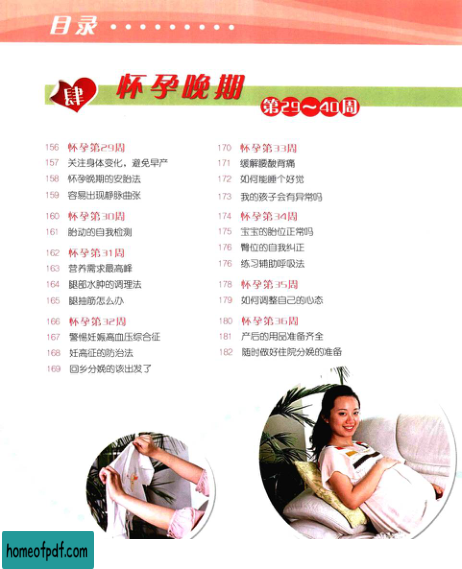 目录
肆
怀孕晚期
第29～40周
156 怀孕第29周
157 关注身体变化，避免早产
158 怀孕晚期的安胎法
159 容易出现静脉曲张
160 怀孕第30周
161 胎动的自我检测
162 怀孕第31周
163 营养需求最高峰
164 腿部水肿的调理法
165 腿抽筋怎么办
166 怀孕第32周
167 警惕妊娠高血压综合征
168 妊高征的防治法
169 回乡分娩的该出发了
170 怀孕第33周
171 缓解腰酸背痛
172 如何能睡个好觉
173 我的孩子会有异常吗
174 怀孕第34周
175 宝宝的胎位正常吗
176 臀位的自我纠正
176 练习辅助呼吸法
178 怀孕第35周
179 如何调整自己的心态
180 怀孕第36周
181 产后的用品准备齐全
182 随时做好住院分娩的准备
homeofpdf.com